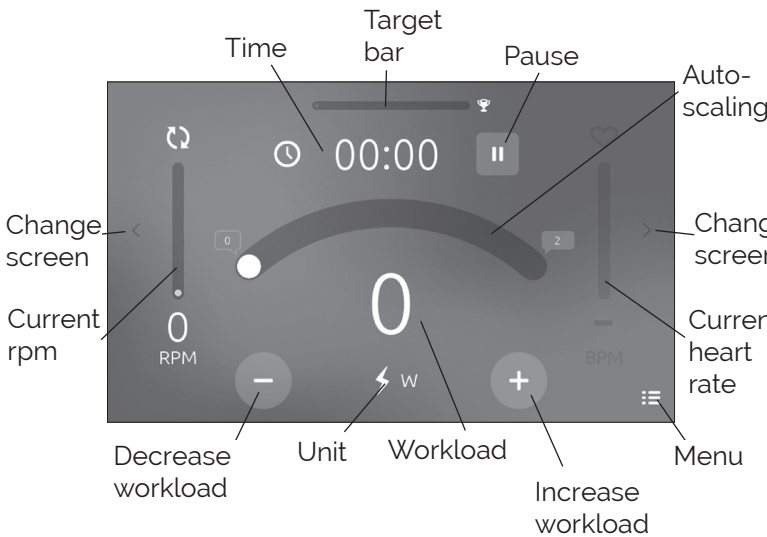 Target
bar
Time
Pause
Auto-
scaling
00:00
Change
screen
0
2
Chang
screen
Current
rpm
0
RPM
0
W
BPM
Curren
heart
rate
Decrease
workload
Unit
Workload
Menu
Increase
workload